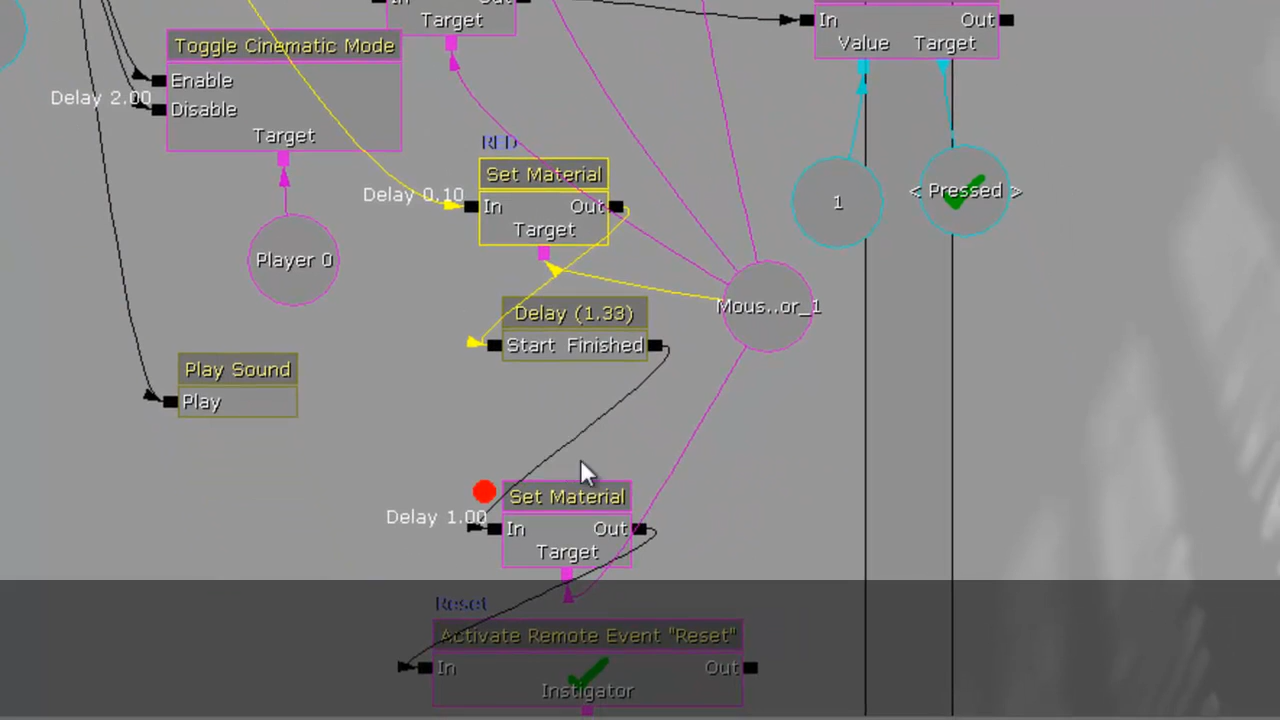 Out
Target
In Out
Value Target
Toggle Cinematic Mode
Enable
Delay 2.00
Disable
Target
RED
Set Material
Delay 0.10
In Out
Target
1
< Pressed >
Player 0
Mous..or_1
Delay (1.33)
Start Finished
Play Sound
Play
Set Material
Delay 1.00
In Out
Target
Reset
Activate Remote Event "Reset"
In Out
Instigator